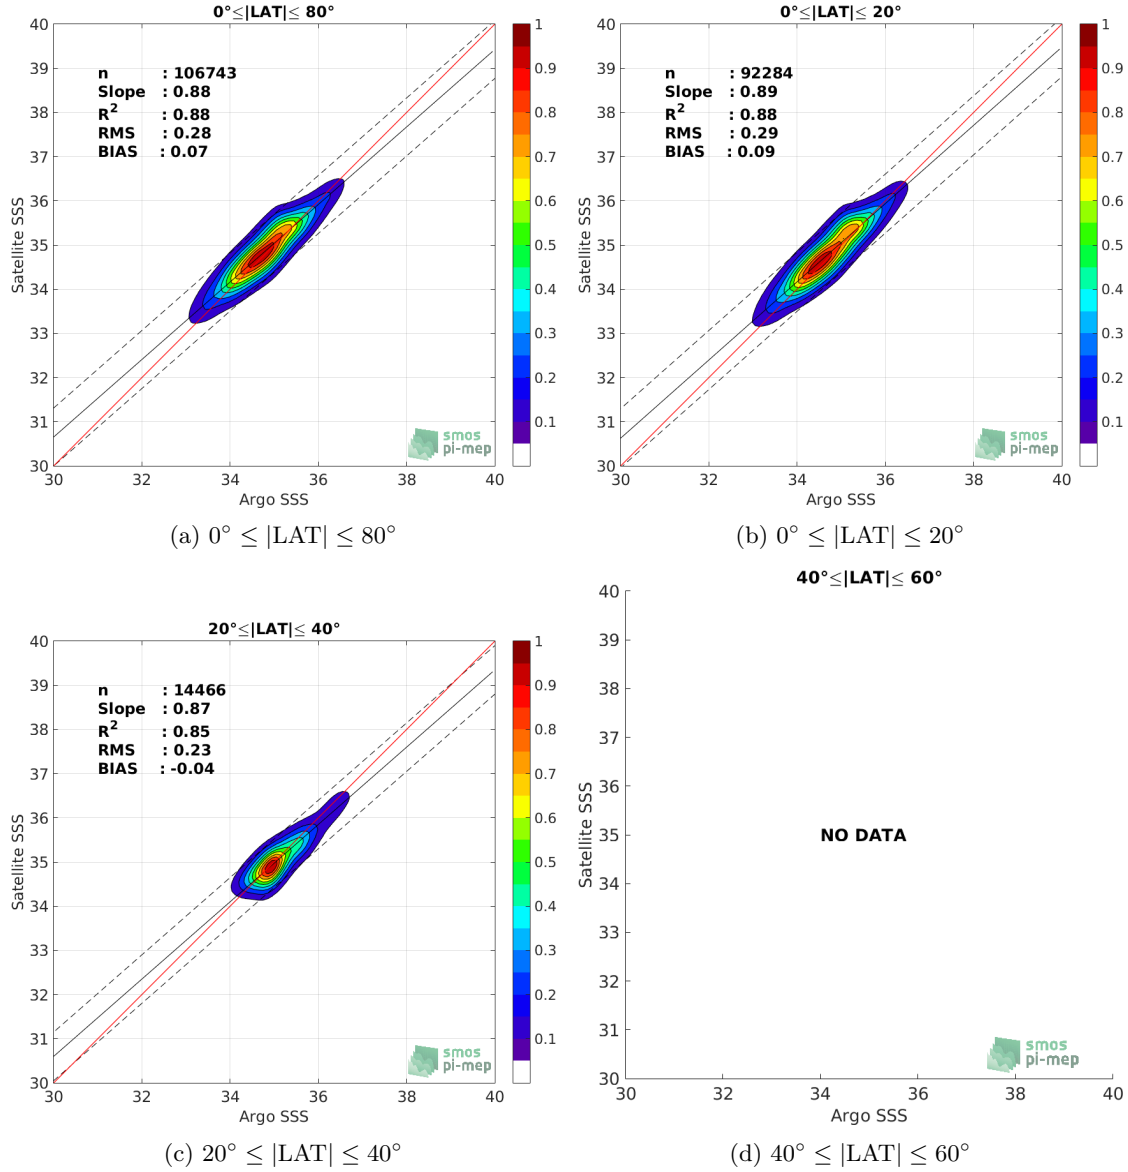 0°≤|LAT|≤ 80°
40
39
38
37
36
35
34
33
32
31
30
Satellite SSS
n : 106743
Slope : 0.88
R2 : 0.88
RMS : 0.28
BIAS : 0.07
smos
pi-mep
30 32 34 36 38 40
Argo SSS
1
0.9
0.8
0.7
0.6
0.5
0.4
0.3
0.2
0.1
(a) 0° ≤ |LAT| ≤ 80°
0°≤|LAT|≤ 20°
40
39
38
37
36
35
34
33
32
31
30
Satellite SSS
n : 92284
Slope : 0.89
R2 : 0.88
RMS : 0.29
BIAS : 0.09
smos
pi-mep
30 32 34 36 38 40
Argo SSS
1
0.9
0.8
0.7
0.6
0.5
0.4
0.3
0.2
0.1
(b) 0° ≤ |LAT| ≤ 20°
20°≤|LAT|≤ 40°
40
39
38
37
36
35
34
33
32
31
30
Satellite SSS
n : 14466
Slope : 0.87
R2 : 0.85
RMS : 0.23
BIAS : -0.04
smos
pi-mep
30 32 34 36 38 40
Argo SSS
1
0.9
0.8
0.7
0.6
0.5
0.4
0.3
0.2
0.1
(c) 20° ≤ |LAT| ≤ 40°
40°≤|LAT|≤ 60°
40
39
38
37
36
35
34
33
32
31
30
Satellite SSS
NO DATA
smos
pi-mep
30 32 34 36 38 40
Argo SSS
(d) 40° ≤ |LAT| ≤ 60°